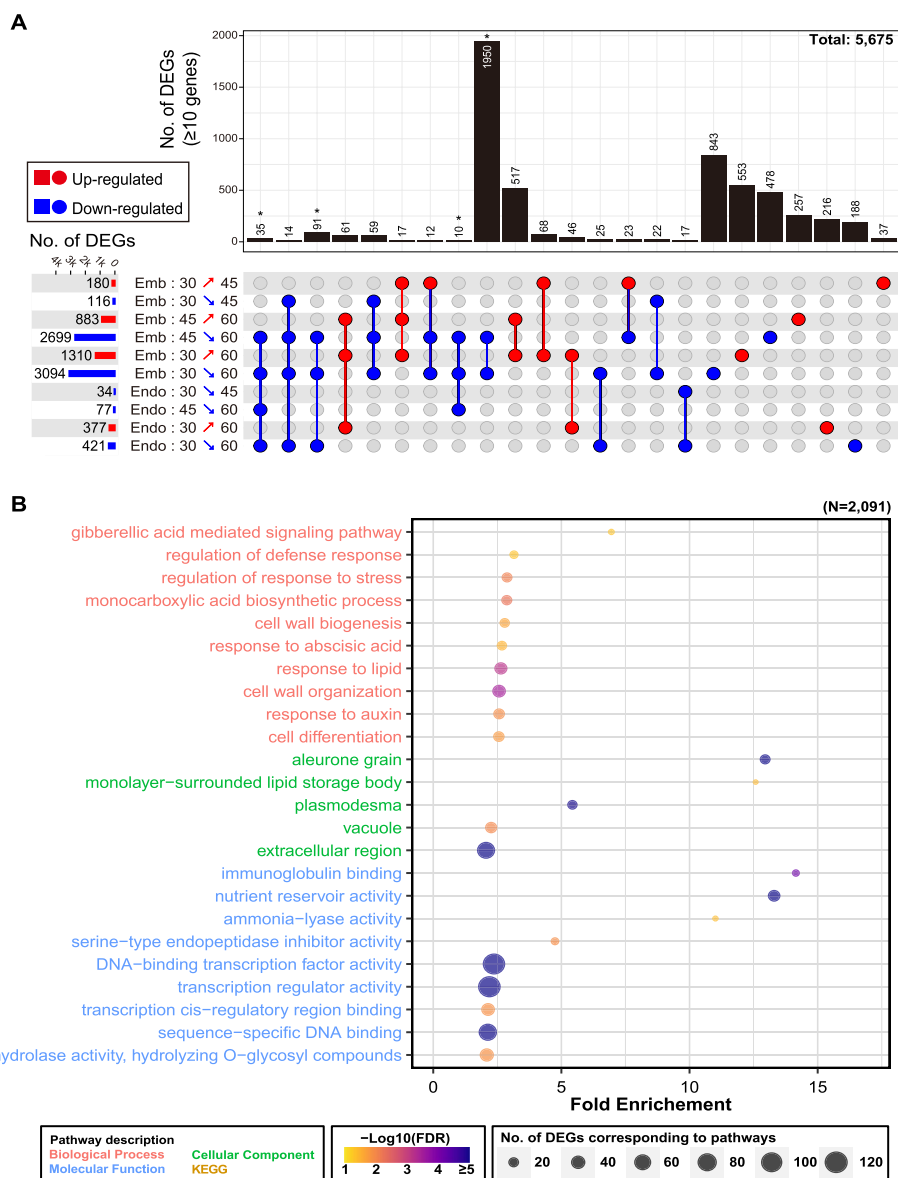 A
Total: 5,675
No. of DEGs
(≥10 genes)
2000
1500
1000
500
0
*
35
14
*
91
61
59
17
12
*
10
*
1950
517
68
46
25
23
22
17
843
553
478
257
216
188
37
Up-regulated
Down-regulated
No. of DEGs
4k
3k
2k
1k
0
180 Emb : 30 ↗ 45
116 Emb : 30 ↘ 45
883 Emb : 45 ↗ 60
2699 Emb : 45 ↘ 60
1310 Emb : 30 ↗ 60
3094 Emb : 30 ↘ 60
34 Endo : 30 ↘ 45
77 Endo : 45 ↘ 60
377 Endo : 30 ↗ 60
421 Endo : 30 ↘ 60
B
(N=2,091)
gibberellic acid mediated signaling pathway
regulation of defense response
regulation of response to stress
monocarboxylic acid biosynthetic process
cell wall biogenesis
response to abscisic acid
response to lipid
cell wall organization
response to auxin
cell differentiation
aleurone grain
monolayer−surrounded lipid storage body
plasmodesma
vacuole
extracellular region
immunoglobulin binding
nutrient reservoir activity
ammonia−lyase activity
serine−type endopeptidase inhibitor activity
DNA−binding transcription factor activity
transcription regulator activity
transcription cis−regulatory region binding
sequence−specific DNA binding
hydrolase activity, hydrolyzing O−glycosyl compounds
0 5 10 15
Fold Enrichement
Pathway description
Biological Process
Cellular Component
Molecular Function
KEGG
−Log10(FDR)
1 2 3 4 ≥5
No. of DEGs corresponding to pathways
20 40 60 80 100 120